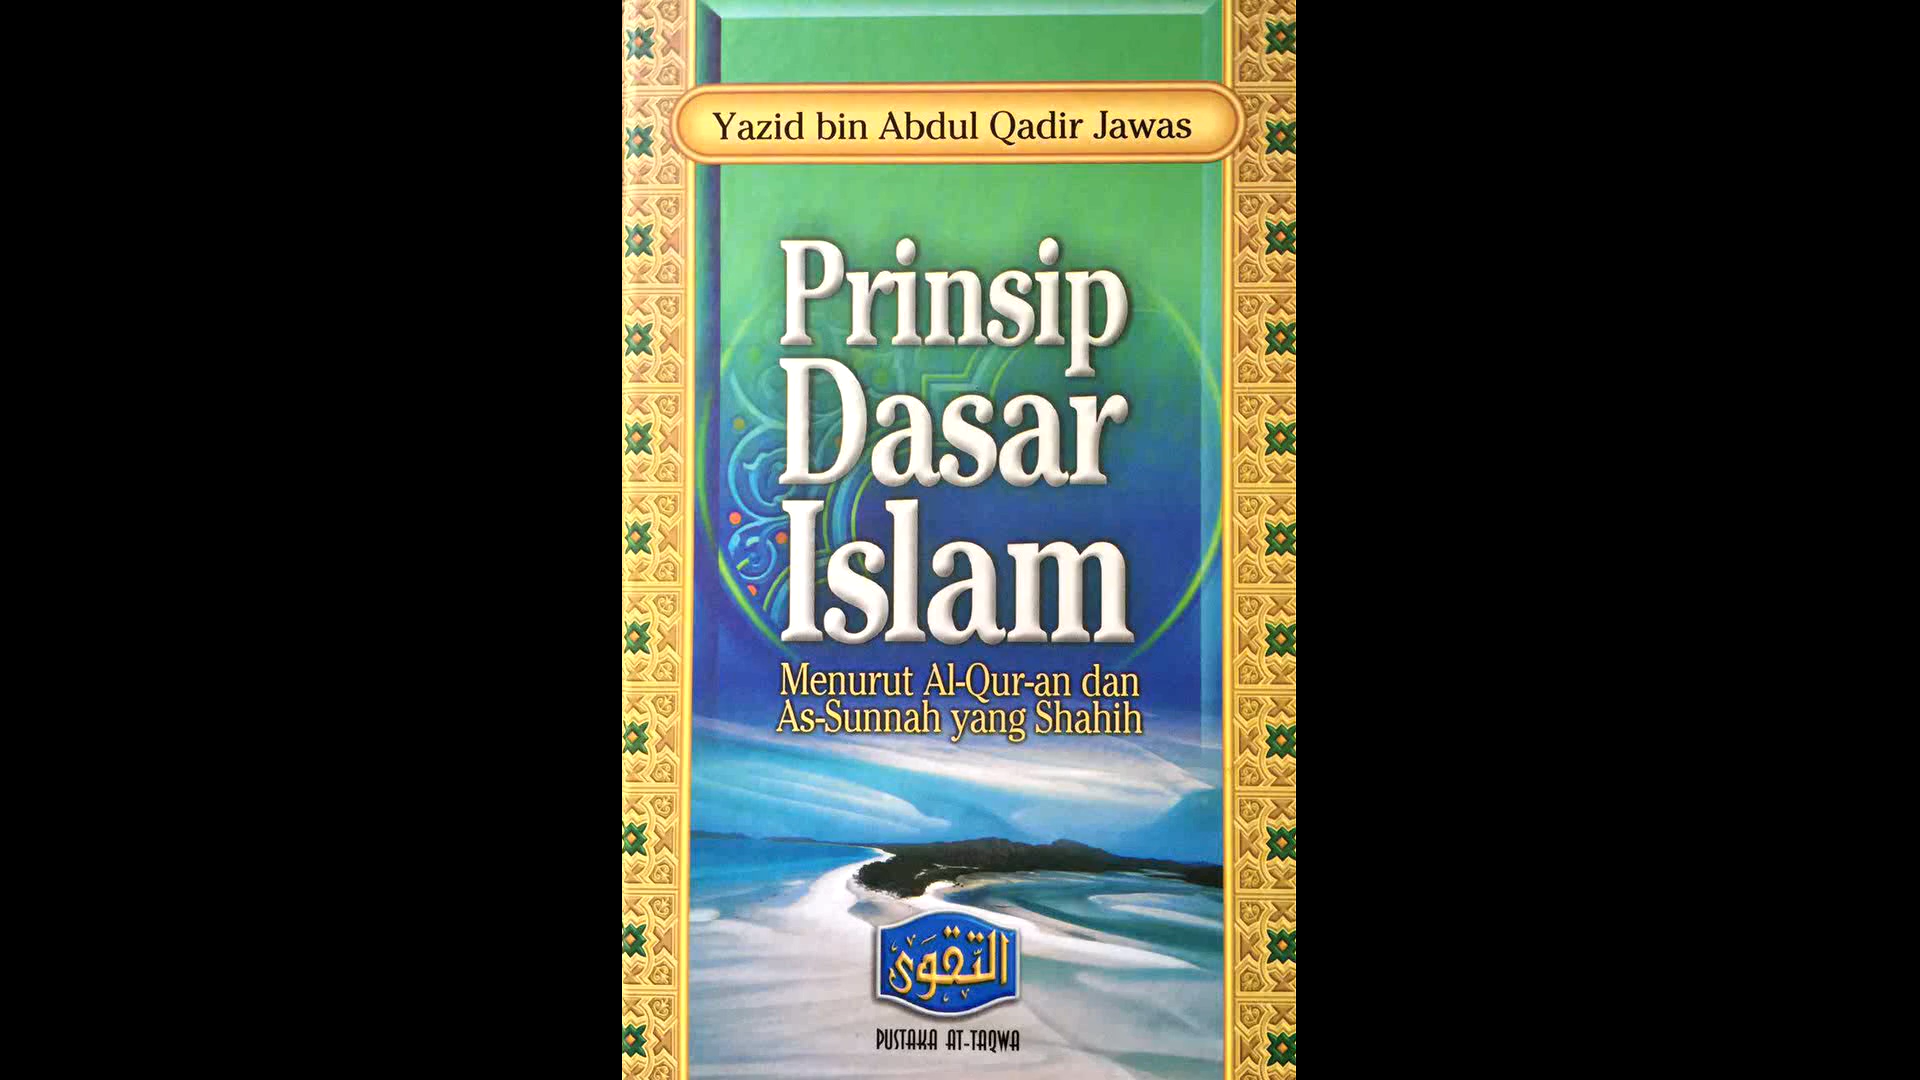 Yazid bin Abdul Qadir Jawas
Prinsip
Dasar
Islam
Menurut Al-Qur-an dan
As-Sunnah yang Shahih
التقوى
PUSTAKA AT-TAQWA